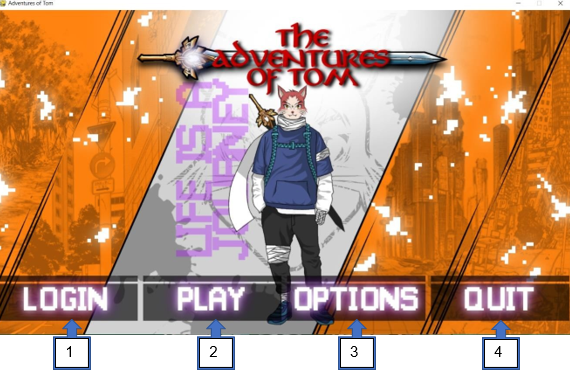 Adventures of Tom
THE
ADVENTURES
OF TOM
LIFE IS A
JOURNEY
LOGIN
PLAY
OPTIONS
QUIT
1
2
3
4